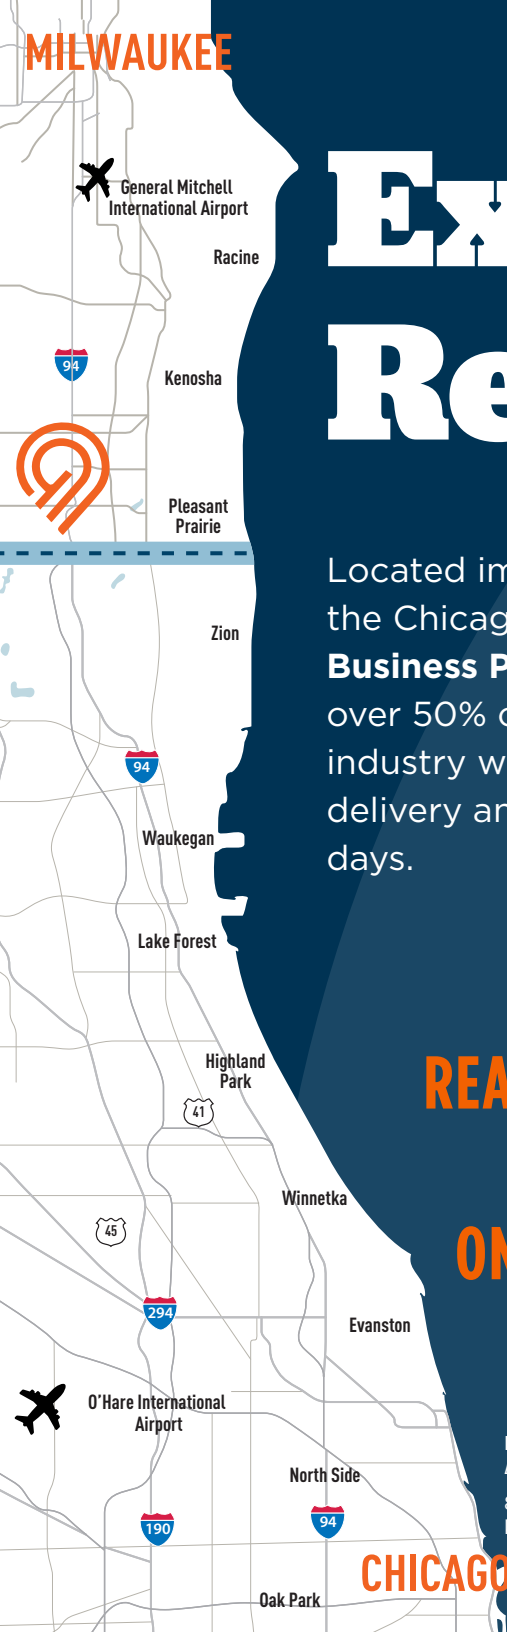 MILWAUKEE
General Mitchell
International Airport
Racine
94
Kenosha
Pleasant
Prairie
Zion
94
Waukegan
Lake Forest
Highland
Park
41
Winnetka
45
294
Evanston
O'Hare International
Airport
North Side
190
94
CHICAGO
Oak Park
Ex
Re
Located im
the Chicag
Business P
over 50% o
industry w
delivery an
days.
REA
ON